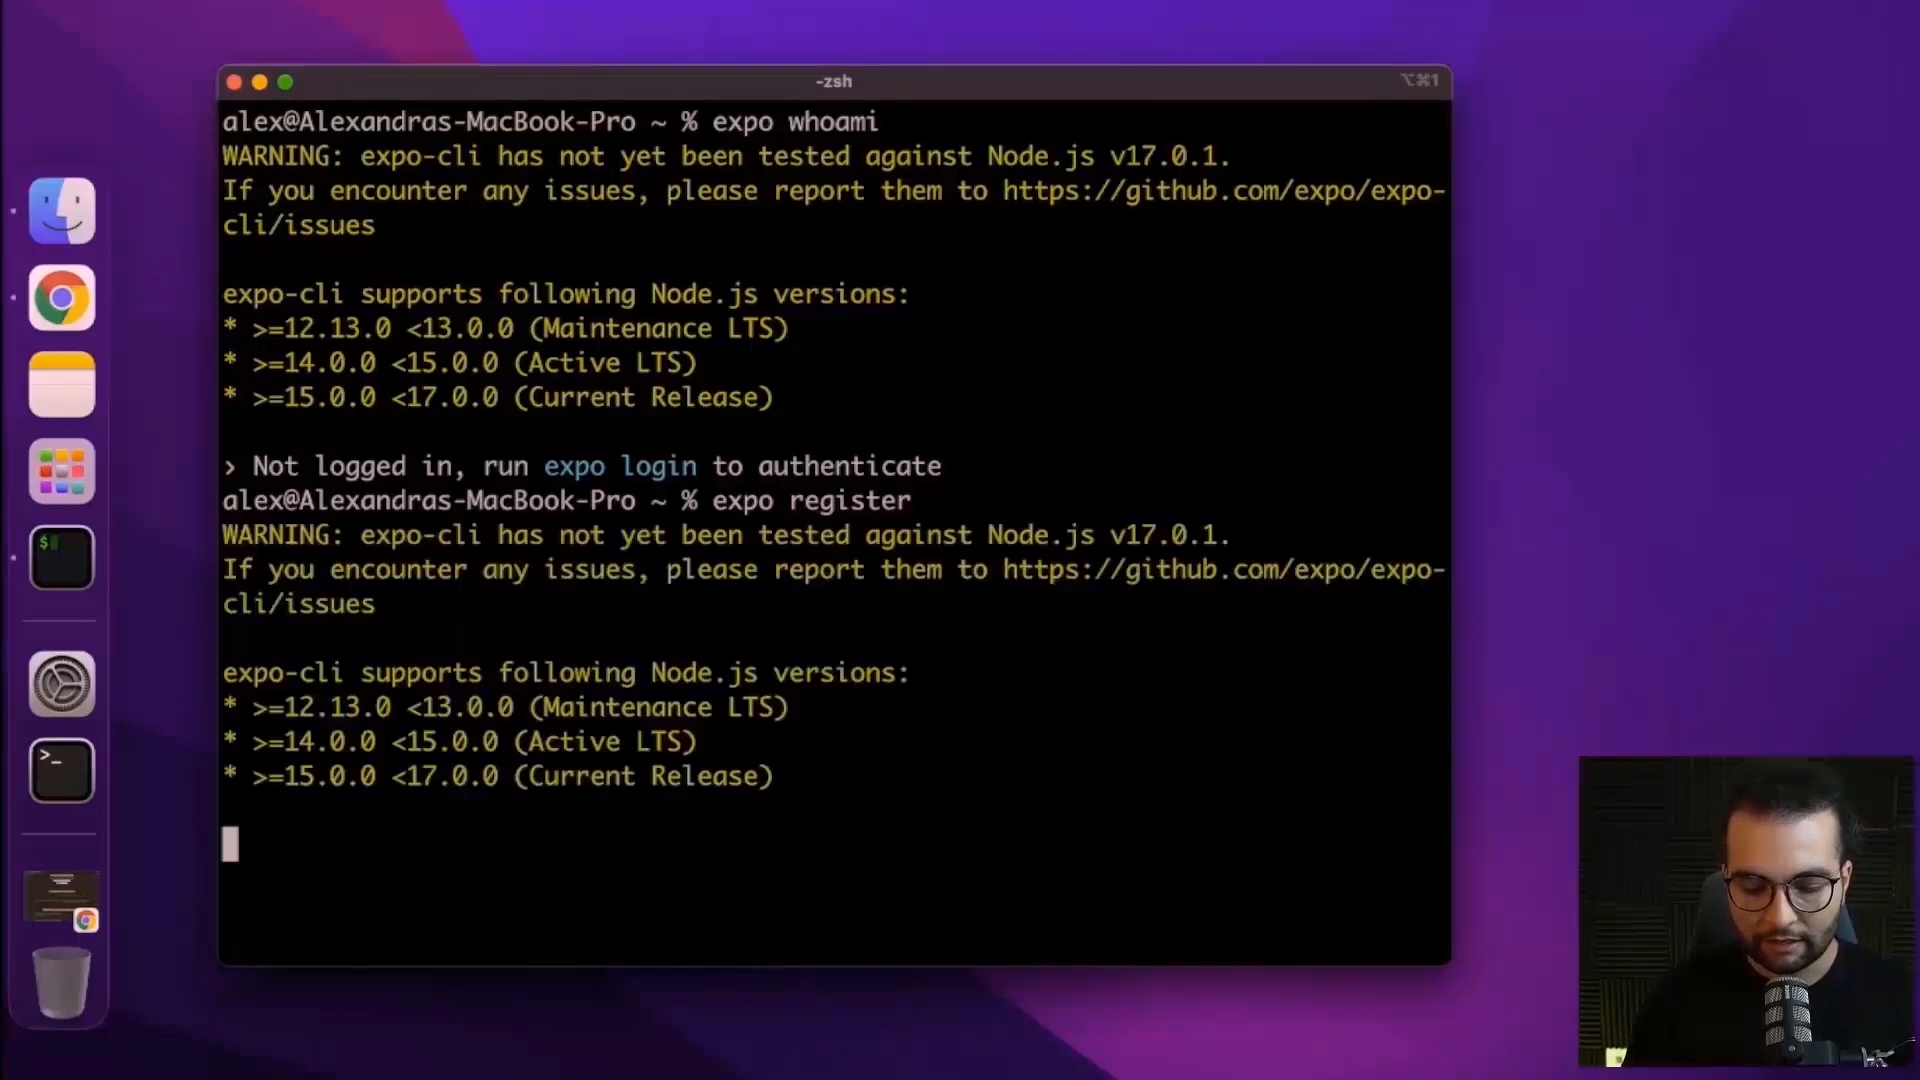 -zsh
⌥⌘1
alex@Alexandras-MacBook-Pro ~ % expo whoami
WARNING: expo-cli has not yet been tested against Node.js v17.0.1.
If you encounter any issues, please report them to https://github.com/expo/expo-
cli/issues
expo-cli supports following Node.js versions:
* >=12.13.0 <13.0.0 (Maintenance LTS)
* >=14.0.0 <15.0.0 (Active LTS)
* >=15.0.0 <17.0.0 (Current Release)
› Not logged in, run expo login to authenticate
alex@Alexandras-MacBook-Pro ~ % expo register
WARNING: expo-cli has not yet been tested against Node.js v17.0.1.
If you encounter any issues, please report them to https://github.com/expo/expo-
cli/issues
expo-cli supports following Node.js versions:
* >=12.13.0 <13.0.0 (Maintenance LTS)
* >=14.0.0 <15.0.0 (Active LTS)
* >=15.0.0 <17.0.0 (Current Release)